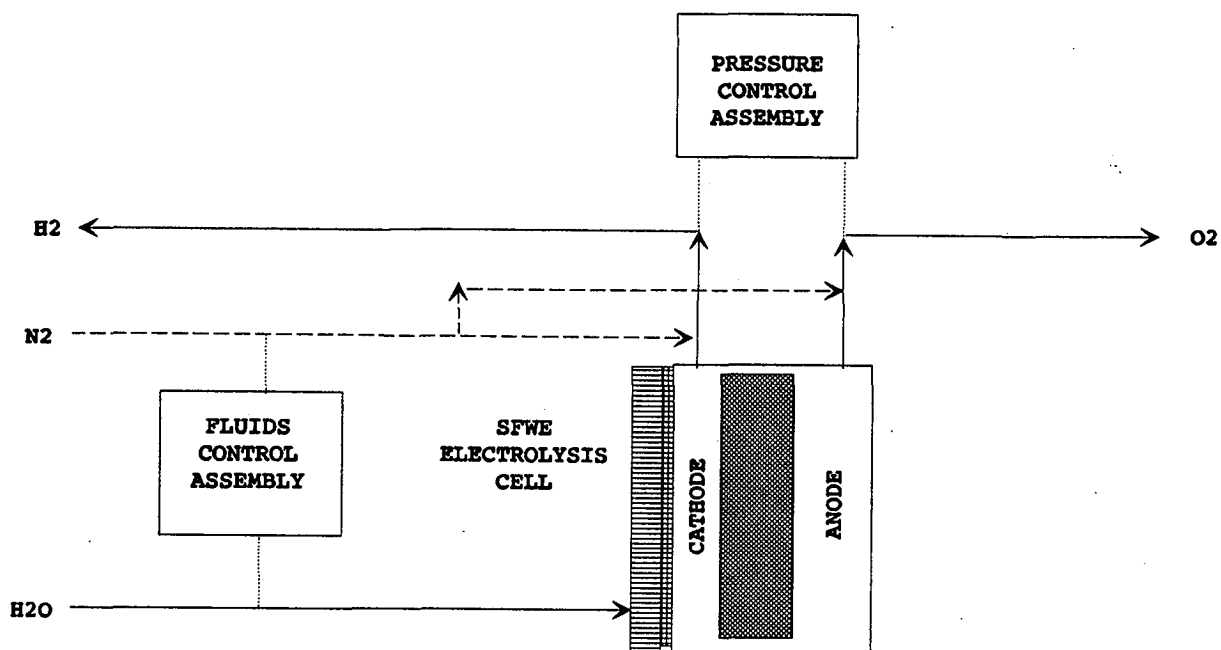 PRESSURE
CONTROL
ASSEMBLY
H2
O2
N2
FLUIDS
CONTROL
ASSEMBLY
SFWE
ELECTROLYSIS
CELL
CATHODE
ANODE
H2O